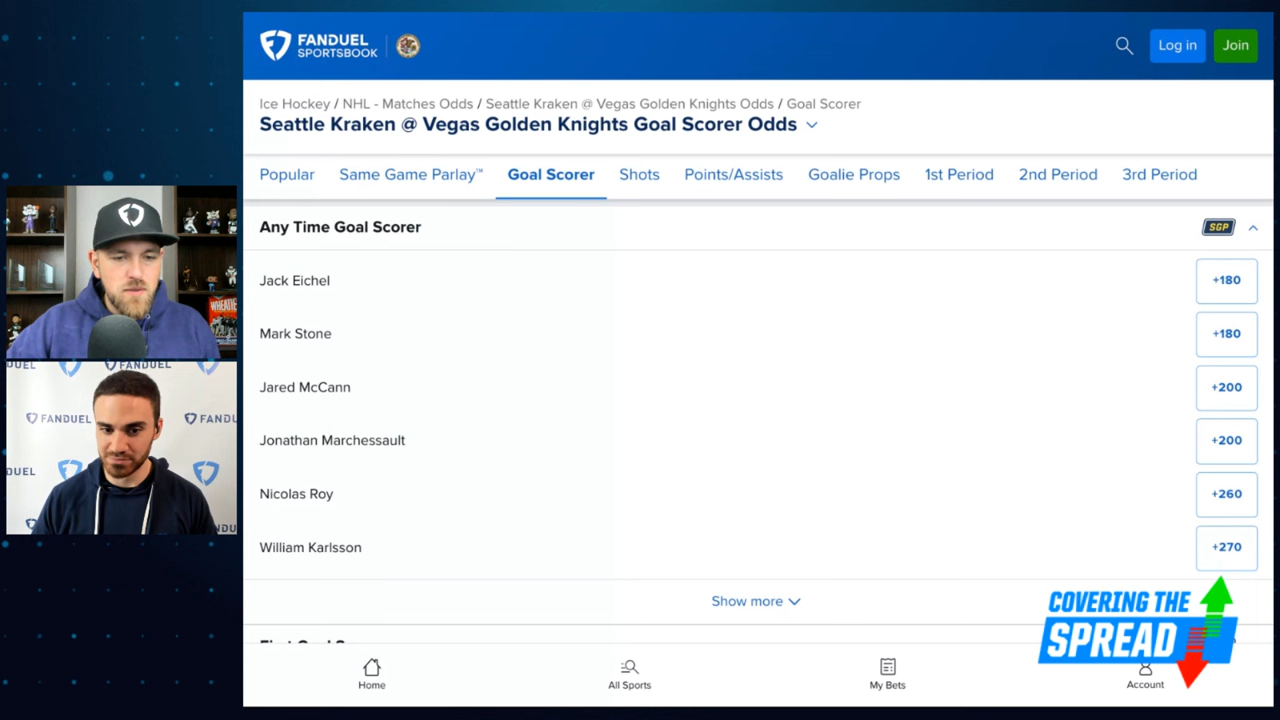 FANDUEL
SPORTSBOOK
Log in
Join
Ice Hockey / NHL - Matches Odds / Seattle Kraken @ Vegas Golden Knights Odds / Goal Scorer
Seattle Kraken @ Vegas Golden Knights Goal Scorer Odds
Popular
Same Game Parlay™
Goal Scorer
Shots
Points/Assists
Goalie Props
1st Period
2nd Period
3rd Period
Any Time Goal Scorer
SGP
Jack Eichel
+180
Mark Stone
+180
Jared McCann
+200
Jonathan Marchessault
+200
Nicolas Roy
+260
William Karlsson
+270
Show more
COVERING THE
SPREAD
Home
All Sports
My Bets
Account
WHEATIES
FANDUEL
FANDUEL